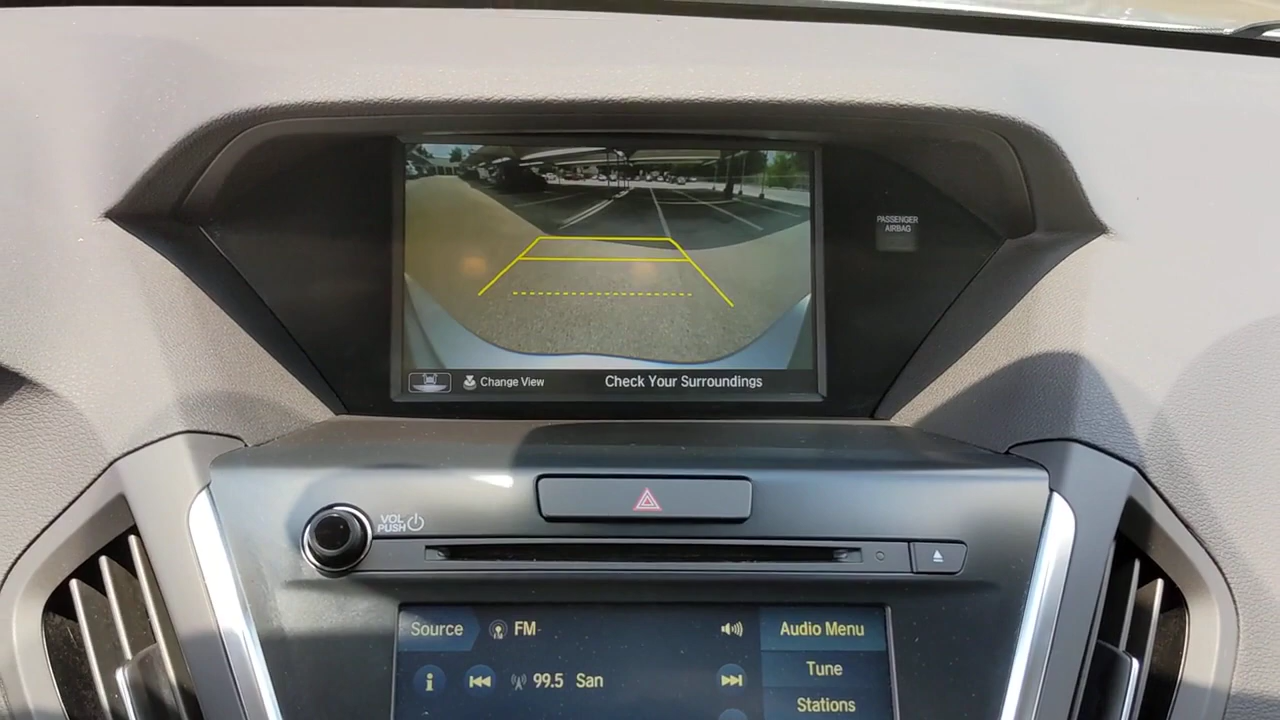 PASSENGER
AIRBAG
Change View
Check Your Surroundings
VOL
PUSH
Source
FM
Audio Menu
Tune
99.5 San
Stations